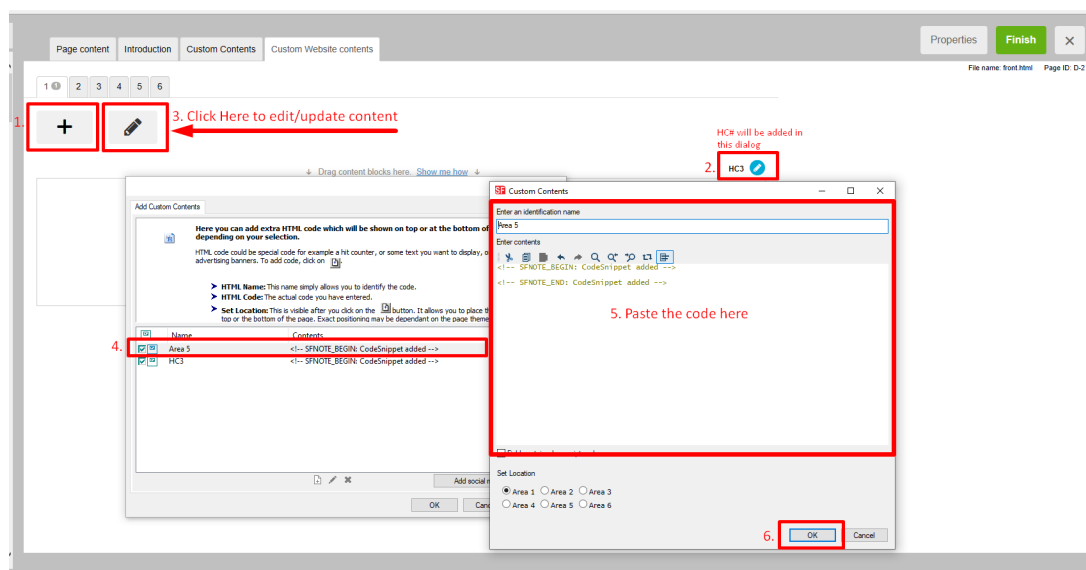 Page content
Introduction
Custom Contents
Custom Website contents
Properties
Finish
File name: front.html Page ID: D-2
1 2 3 4 5 6
1.
3. Click Here to edit/update content
HC# will be added in
this dialog
2. HC3
Drag content blocks here. Show me how
Add Custom Contents
Here you can add extra HTML code which will be shown on top or at the bottom of
depending on your selection.
HTML code could be special code for example a hit counter, or some text you want to display, o
advertising banners. To add code, click on
HTML Name: This name simply allows you to identify the code.
HTML Code: The actual code you have entered.
Set Location: This is visible after you click on the button. It allows you to place t
top or the bottom of the page. Exact positioning may be dependant on the page theme
Name Contents
4. Area 5 <!-- SFNOTE_BEGIN: CodeSnippet added -->
HC3 <!-- SFNOTE_BEGIN: CodeSnippet added -->
Add social
OK
SF Custom Contents
Enter an identification name
Area 5
Enter contents
<!-- SFNOTE_BEGIN: CodeSnippet added -->
<!-- SFNOTE_END: CodeSnippet added -->
5. Paste the code here
Set Location
Area 1 Area 2 Area 3
Area 4 Area 5 Area 6
6. OK Cancel